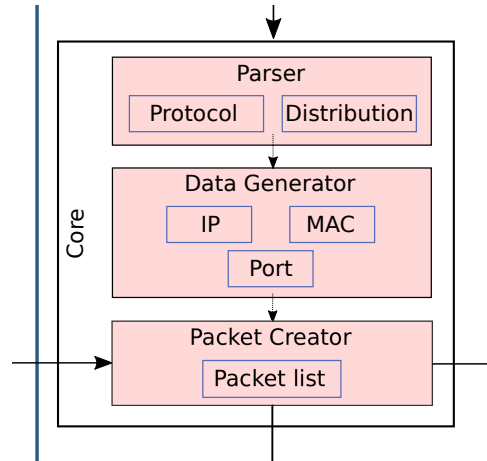 Parser
Protocol
Distribution
Data Generator
IP
MAC
Port
Core
Packet Creator
Packet list